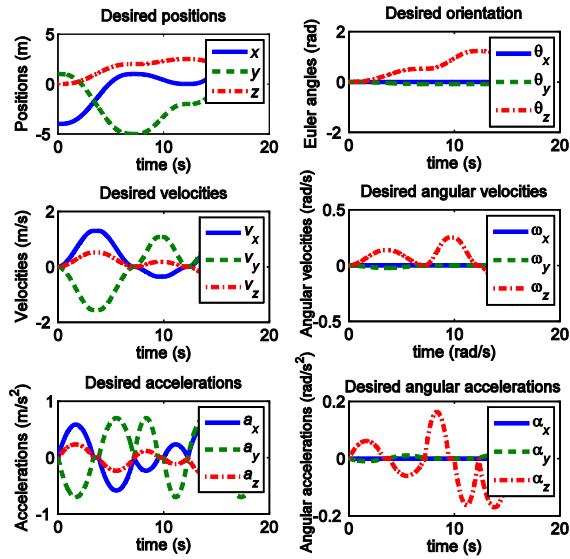 Desired positions
Positions (m)
5
0
-5
0
10
20
time (s)
x
y
z
Desired orientation
Euler angles (rad)
2
0
-2
0
10
20
time (s)
θx
θy
θz
Desired velocities
Velocities (m/s)
2
0
-2
0
10
20
time (s)
vx
vy
vz
Desired angular velocities
Angular velocities (rad/s)
0.5
0
-0.5
0
10
20
time (rad/s)
ωx
ωy
ωz
Desired accelerations
Accelerations (m/s²)
1
0
-1
0
10
20
time (s)
ax
ay
az
Desired angular accelerations
Angular accelerations (rad/s²)
0.2
0
-0.2
0
10
20
time (s)
αx
αy
αz